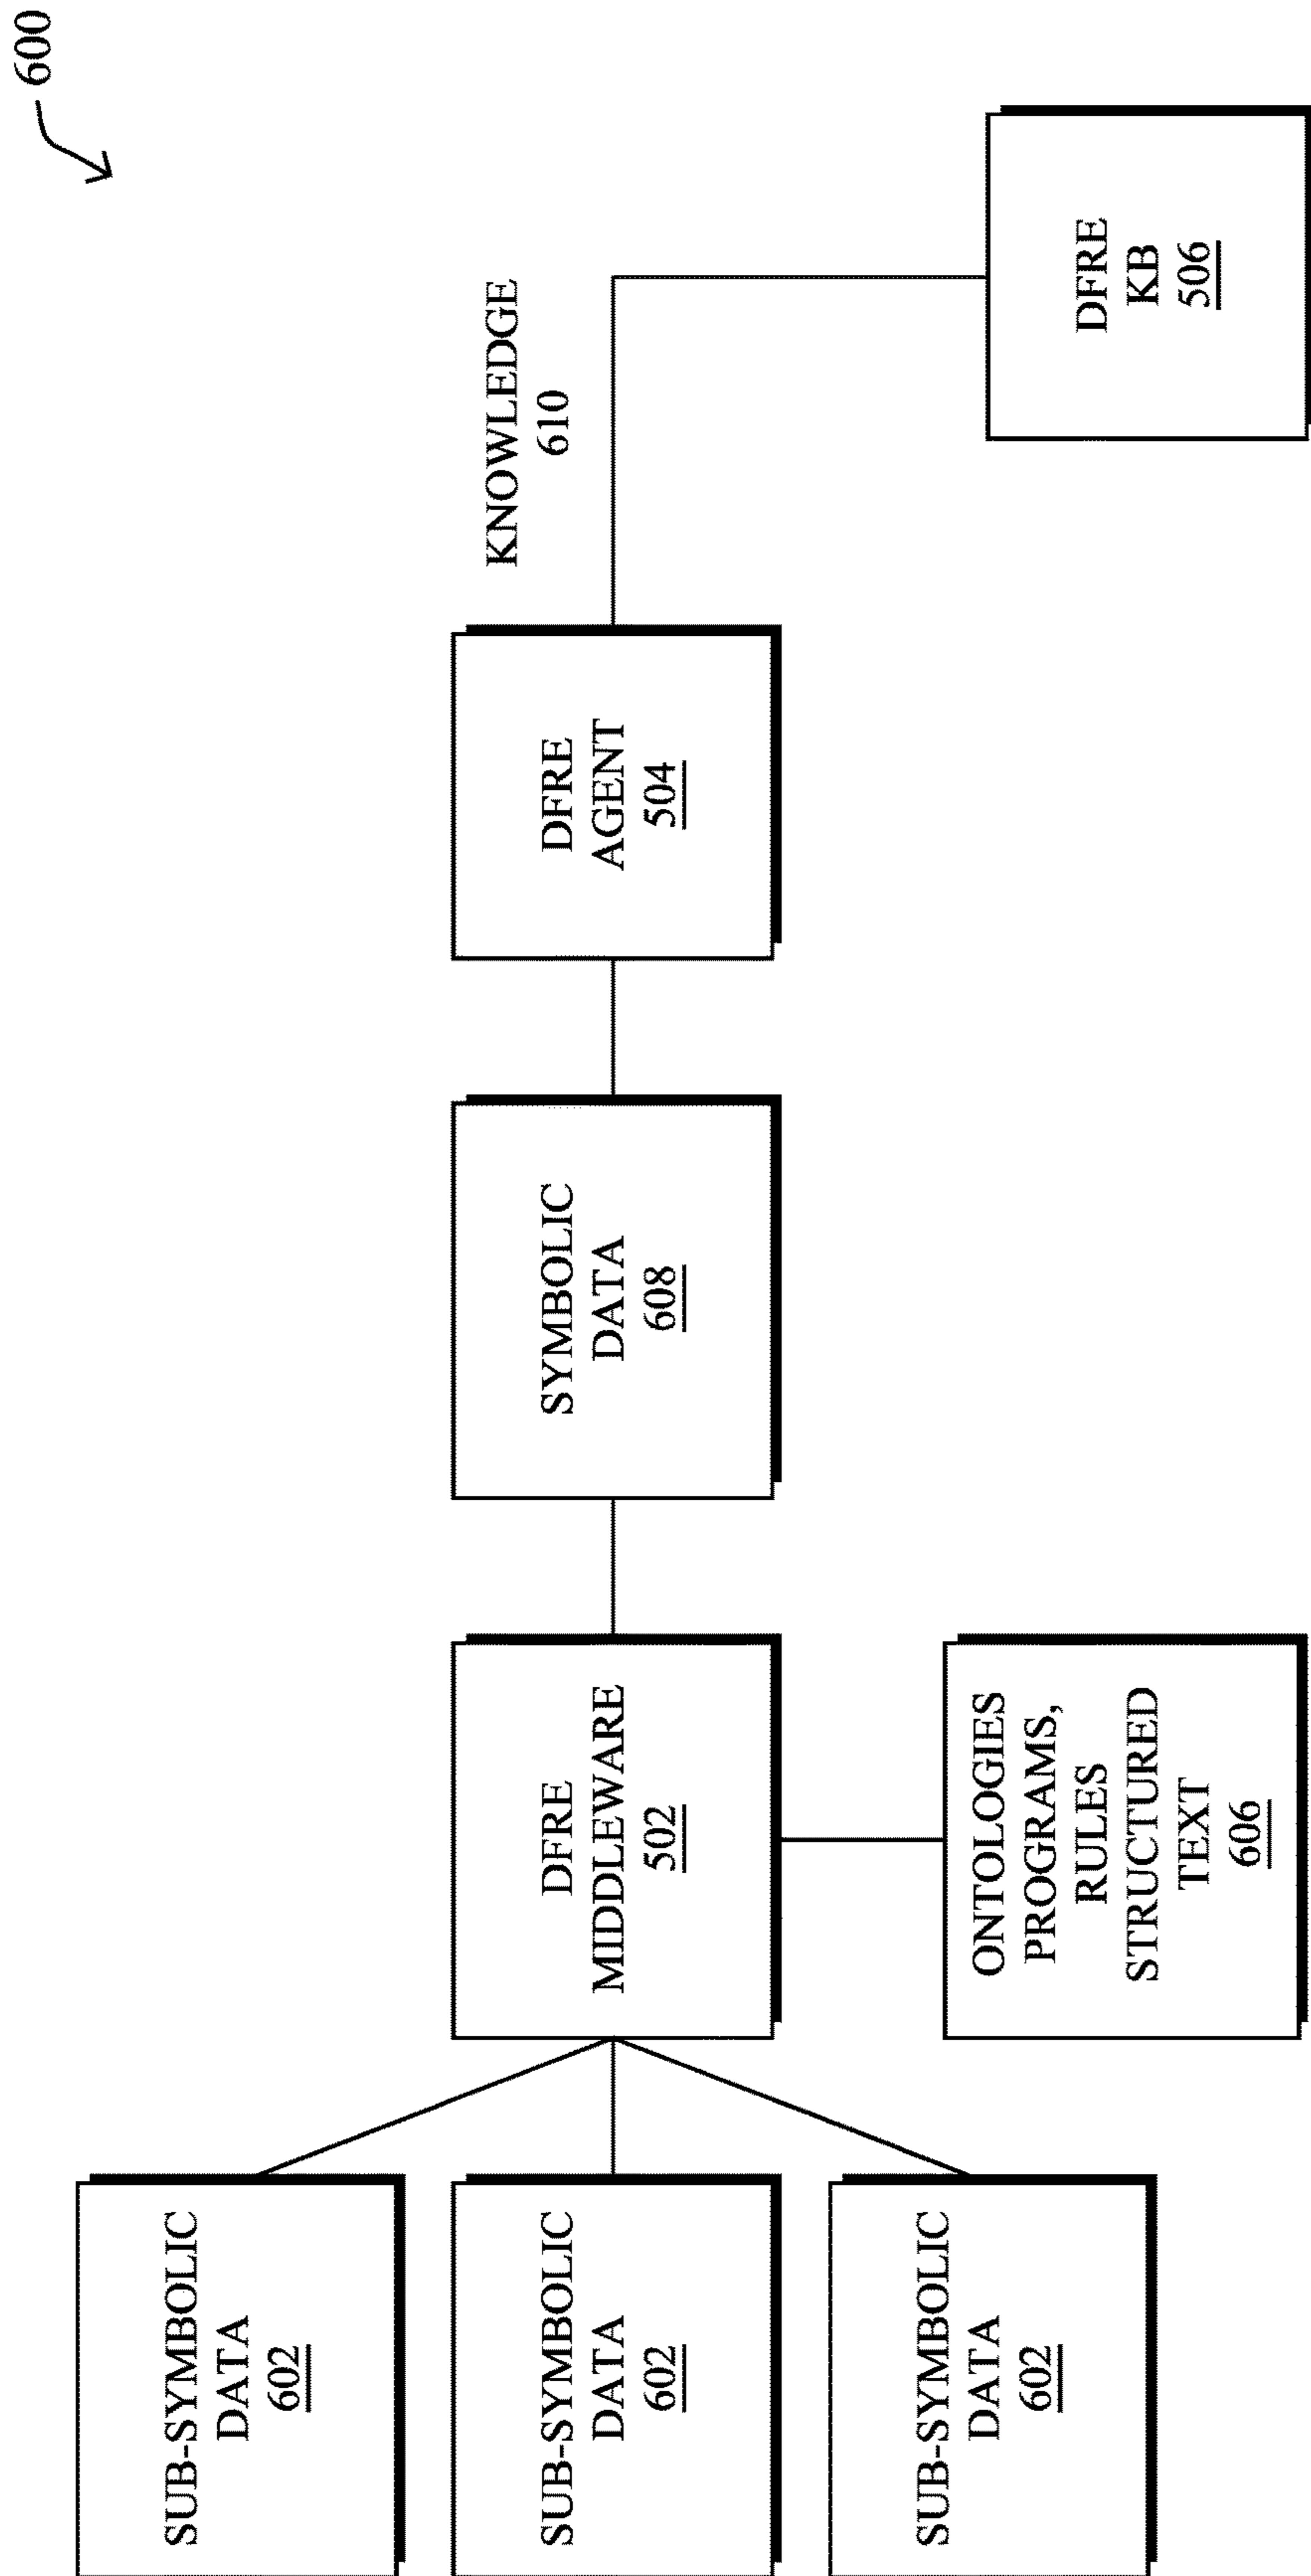 600
SUB-SYMBOLIC
DATA
602
SUB-SYMBOLIC
DATA
602
SUB-SYMBOLIC
DATA
602
DFRE
MIDDLEWARE
502
ONTOLOGIES
PROGRAMS,
RULES
STRUCTURED
TEXT
606
SYMBOLIC
DATA
608
DFRE
AGENT
504
KNOWLEDGE
610
DFRE
KB
506